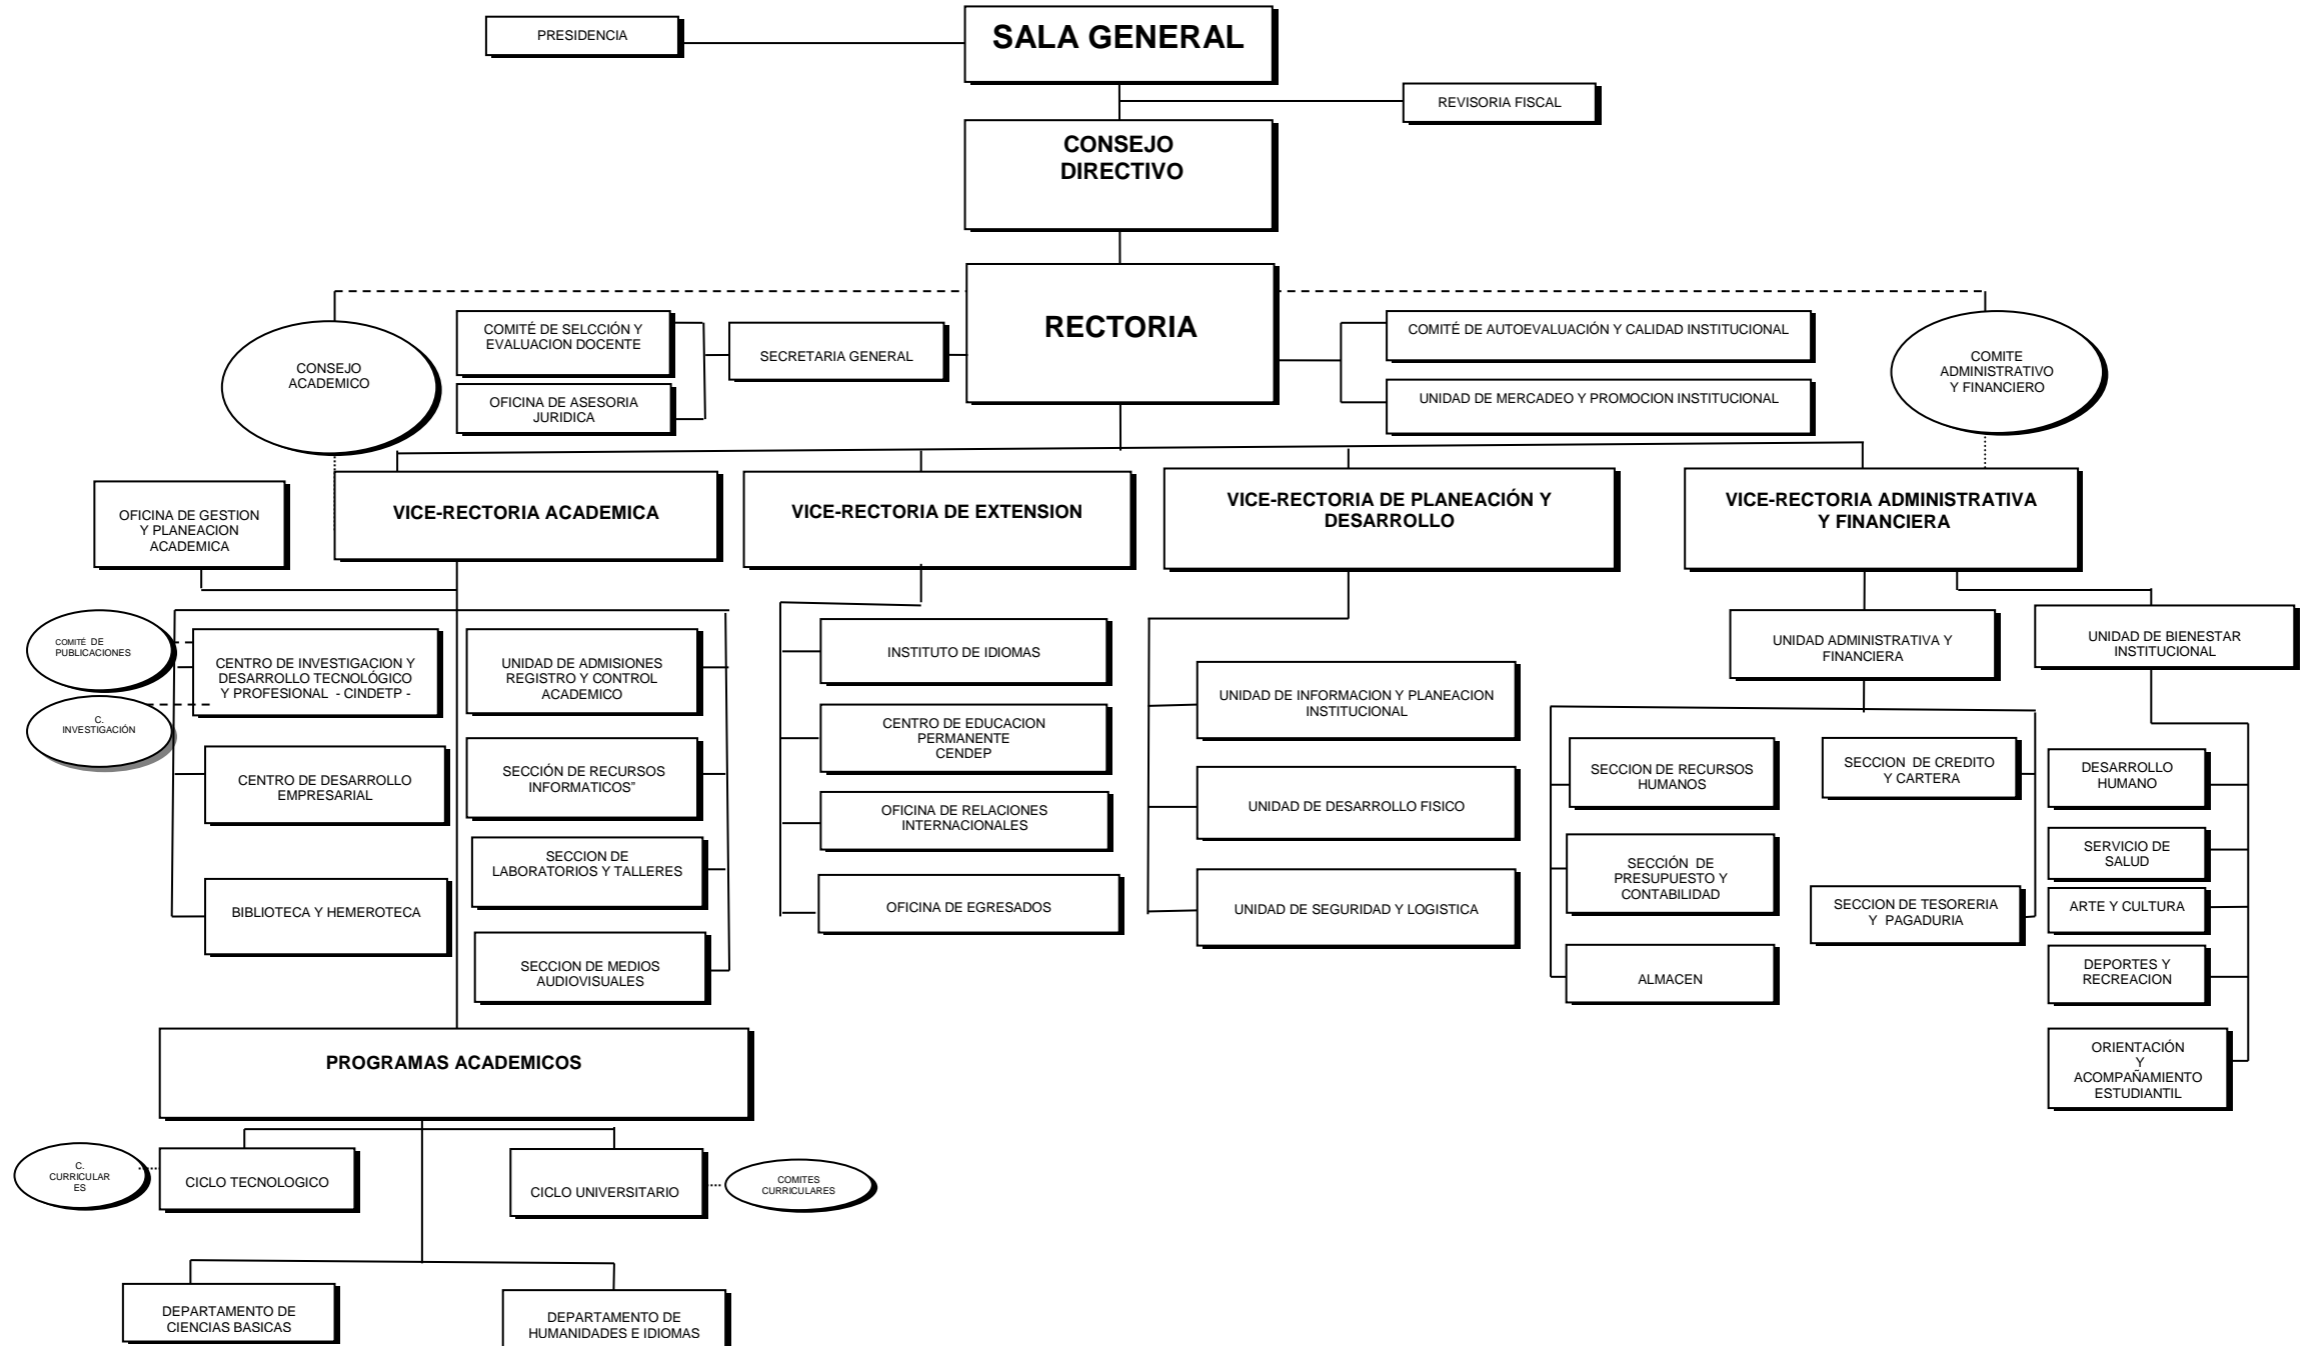 PRESIDENCIA
SALA GENERAL
REVISORIA FISCAL
CONSEJO
DIRECTIVO
RECTORIA
CONSEJO
ACADEMICO
COMITÉ DE SELCCIÓN Y
EVALUACION DOCENTE
OFICINA DE ASESORIA
JURIDICA
SECRETARIA GENERAL
COMITÉ DE AUTOEVALUACIÓN Y CALIDAD INSTITUCIONAL
UNIDAD DE MERCADEO Y PROMOCION INSTITUCIONAL
COMITE
ADMINISTRATIVO
Y FINANCIERO
OFICINA DE GESTION
Y PLANEACION
ACADEMICA
VICE-RECTORIA ACADEMICA
VICE-RECTORIA DE EXTENSION
VICE-RECTORIA DE PLANEACIÓN Y
DESARROLLO
VICE-RECTORIA ADMINISTRATIVA
Y FINANCIERA
COMITÉ DE
PUBLICACIONES
C.
INVESTIGACIÓN
CENTRO DE INVESTIGACION Y
DESARROLLO TECNOLÓGICO
Y PROFESIONAL - CINDETP -
CENTRO DE DESARROLLO
EMPRESARIAL
BIBLIOTECA Y HEMEROTECA
UNIDAD DE ADMISIONES
REGISTRO Y CONTROL
ACADEMICO
SECCIÓN DE RECURSOS
INFORMATICOS”
SECCION DE
LABORATORIOS Y TALLERES
SECCION DE MEDIOS
AUDIOVISUALES
INSTITUTO DE IDIOMAS
CENTRO DE EDUCACION
PERMANENTE
CENDEP
OFICINA DE RELACIONES
INTERNACIONALES
OFICINA DE EGRESADOS
UNIDAD DE INFORMACION Y PLANEACION
INSTITUCIONAL
UNIDAD DE DESARROLLO FISICO
UNIDAD DE SEGURIDAD Y LOGISTICA
UNIDAD ADMINISTRATIVA Y
FINANCIERA
SECCION DE RECURSOS
HUMANOS
SECCIÓN DE
PRESUPUESTO Y
CONTABILIDAD
ALMACEN
SECCION DE CREDITO
Y CARTERA
SECCION DE TESORERIA
Y PAGADURIA
UNIDAD DE BIENESTAR
INSTITUCIONAL
DESARROLLO
HUMANO
SERVICIO DE
SALUD
ARTE Y CULTURA
DEPORTES Y
RECREACION
ORIENTACIÓN
Y
ACOMPAÑAMIENTO
ESTUDIANTIL
PROGRAMAS ACADEMICOS
C.
CURRICULAR
ES
CICLO TECNOLOGICO
CICLO UNIVERSITARIO
COMITES
CURRICULARES
DEPARTAMENTO DE
CIENCIAS BASICAS
DEPARTAMENTO DE
HUMANIDADES E IDIOMAS